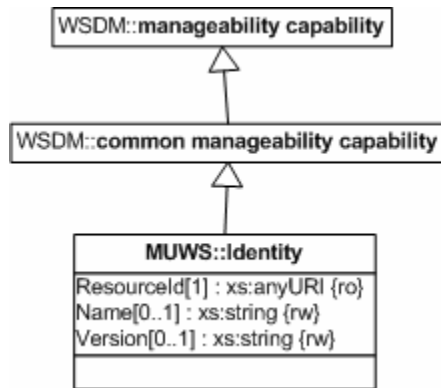 WSDM::manageability capability
WSDM::common manageability capability
MUWS::Identity
ResourceId[1] : xs:anyURI {ro}
Name[0..1] : xs:string {rw}
Version[0..1] : xs:string {rw}